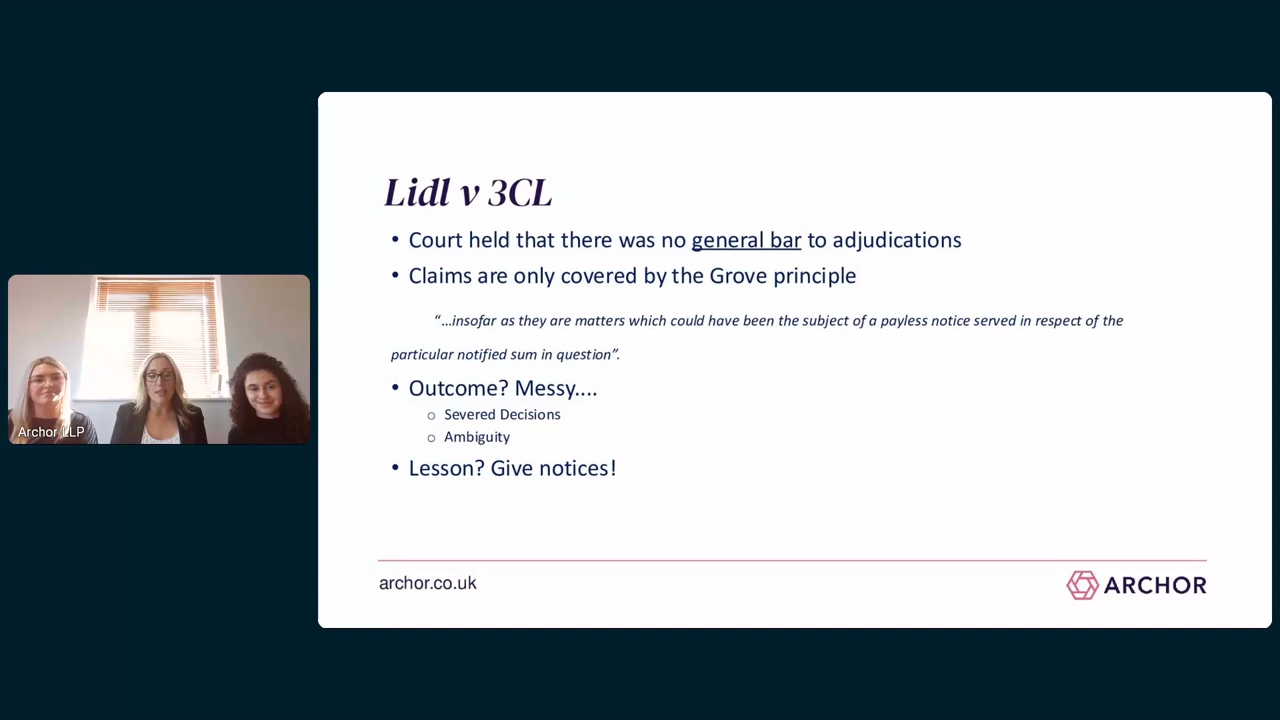 Lidl v 3CL
• Court held that there was no general bar to adjudications
• Claims are only covered by the Grove principle
“…insofar as they are matters which could have been the subject of a payless notice served in respect of the
particular notified sum in question”.
• Outcome? Messy....
o Severed Decisions
o Ambiguity
• Lesson? Give notices!
Archor LLP
archor.co.uk
ARCHOR